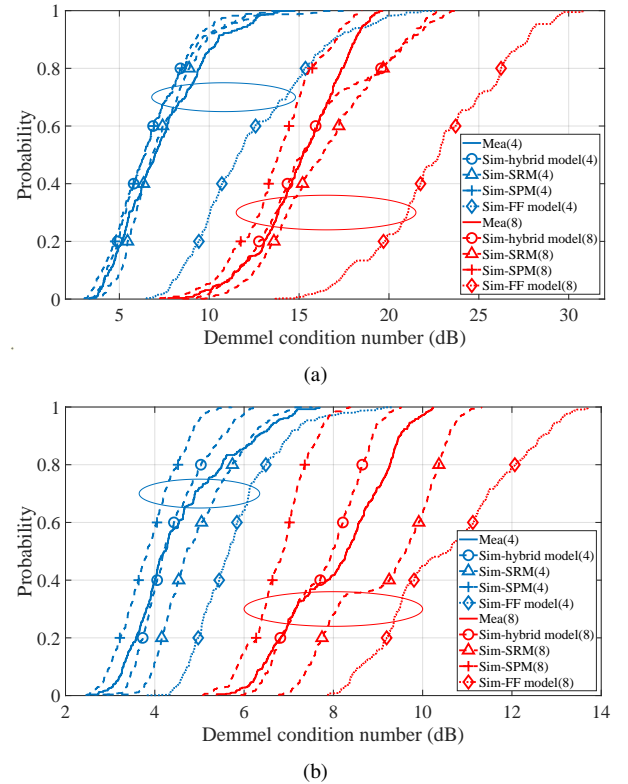 1
0.8
0.6
0.4
0.2
0
Probability
Mea(4)
Sim-hybrid model(4)
Sim-SRM(4)
Sim-SPM(4)
Sim-FF model(4)
Mea(8)
Sim-hybrid model(8)
Sim-SRM(8)
Sim-SPM(8)
Sim-FF model(8)
5 10 15 20 25 30
Demmel condition number (dB)
(a)
1
0.8
0.6
0.4
0.2
0
Probability
Mea(4)
Sim-hybrid model(4)
Sim-SRM(4)
Sim-SPM(4)
Sim-FF model(4)
Mea(8)
Sim-hybrid model(8)
Sim-SRM(8)
Sim-SPM(8)
Sim-FF model(8)
2 4 6 8 10 12 14
Demmel condition number (dB)
(b)